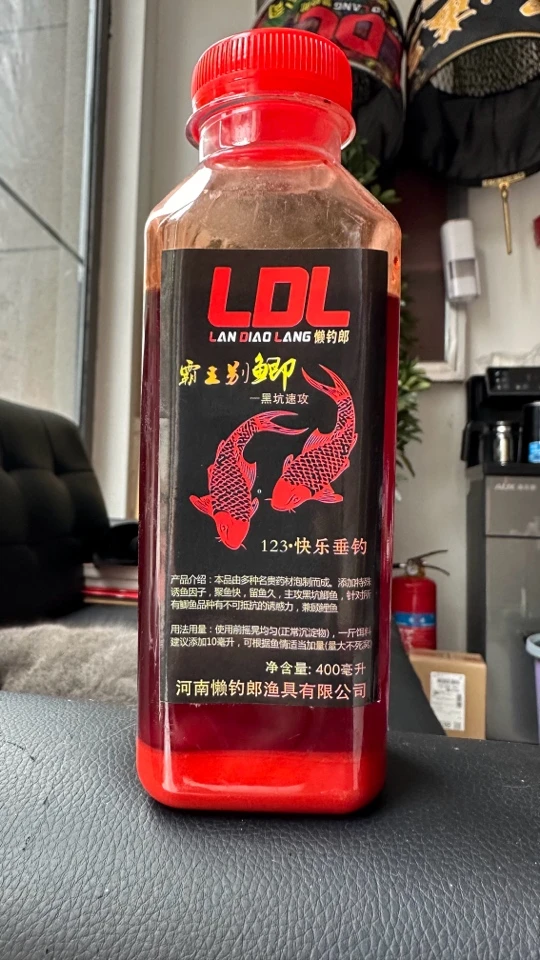 LDL
LAN DIAO LANG 懒钓郎
霸王别鲫
—黑坑速攻
123·快乐垂钓
产品介绍：本品由多种名贵药材泡制而成。添加特殊
诱鱼因子，聚鱼快，留鱼久，主攻黑坑鲫鱼，针对所
有鲫鱼品种有不可抵抗的诱惑力，兼顾鲤鱼
用法用量：使用前摇晃均匀(正常沉淀物)，一斤饵料
建议添加10毫升，可根据鱼情适当加量(最大不死窝)
净含量: 400毫升
河南懒钓郎渔具有限公司